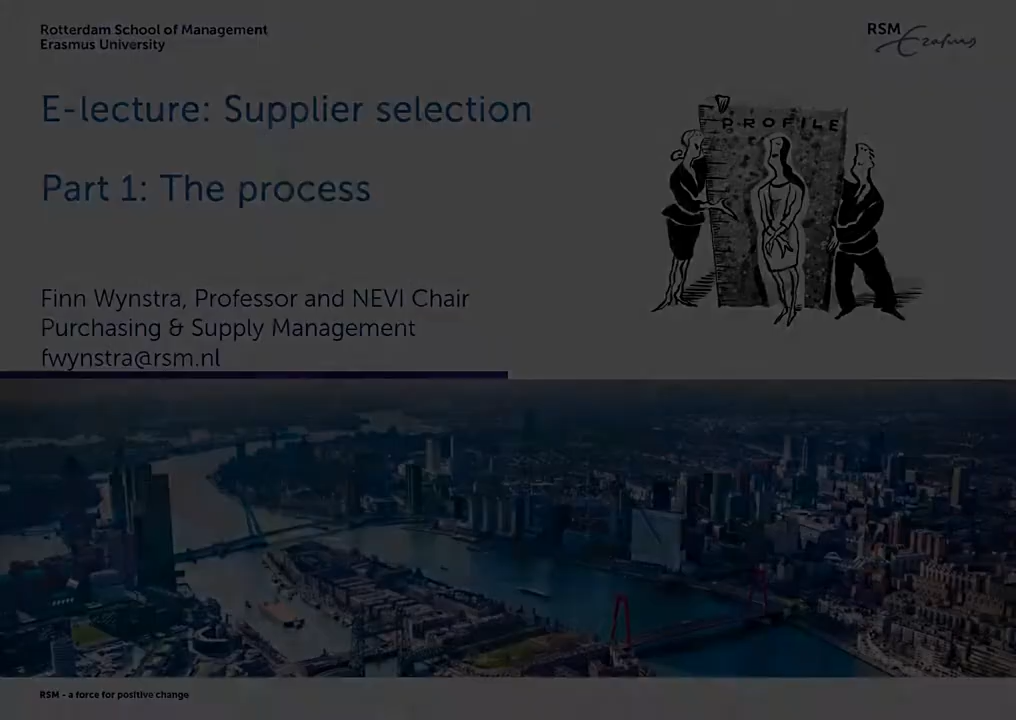 Rotterdam School of Management
Erasmus University
RSM
Erasmus
E-lecture: Supplier selection
PROFILE
Part 1: The process
Finn Wynstra, Professor and NEVI Chair
Purchasing & Supply Management
fwynstra@rsm.nl
RSM - a force for positive change